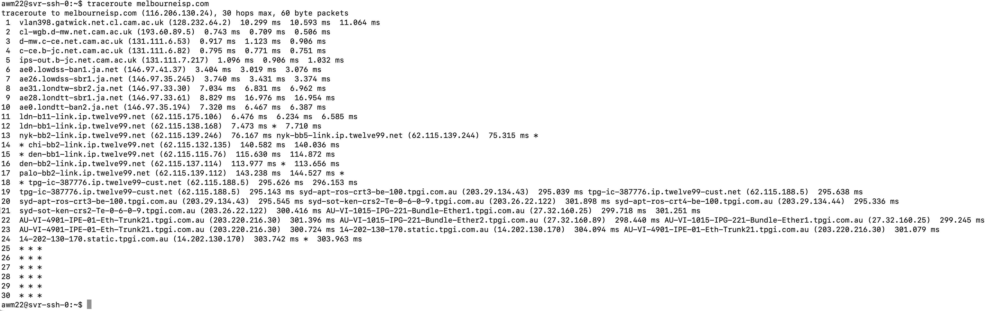 awm22@svr-ssh-0:~$ traceroute melbourneisp.com
traceroute to melbourneisp.com (116.206.130.24), 30 hops max, 60 byte packets
 1  vlan398.gatwick.net.cl.cam.ac.uk (128.232.64.2)  10.299 ms  10.593 ms  11.064 ms
 2  cl-wgb.d-mw.net.cam.ac.uk (193.60.89.5)  0.743 ms  0.709 ms  0.506 ms
 3  d-mw.c-ce.net.cam.ac.uk (131.111.6.53)  0.917 ms  1.123 ms  0.906 ms
 4  c-ce.b-jc.net.cam.ac.uk (131.111.6.82)  0.795 ms  0.771 ms  0.751 ms
 5  ips-out.b-jc.net.cam.ac.uk (131.111.7.217)  1.096 ms  0.906 ms  1.032 ms
 6  ae0.lowdss-ban1.ja.net (146.97.41.37)  3.404 ms  3.019 ms  3.076 ms
 7  ae26.lowdss-sbr1.ja.net (146.97.35.245)  3.740 ms  3.431 ms  3.374 ms
 8  ae31.londtw-sbr2.ja.net (146.97.33.30)  7.034 ms  6.831 ms  6.962 ms
 9  ae28.londtt-sbr1.ja.net (146.97.33.61)  8.829 ms  16.976 ms  16.954 ms
10  ae0.londtt-ban2.ja.net (146.97.35.194)  7.320 ms  6.467 ms  6.387 ms
11  ldn-b11-link.ip.twelve99.net (62.115.175.106)  6.476 ms  6.234 ms  6.585 ms
12  ldn-bb1-link.ip.twelve99.net (62.115.138.168)  7.473 ms *  7.710 ms
13  nyk-bb2-link.ip.twelve99.net (62.115.139.246)  76.167 ms nyk-bb5-link.ip.twelve99.net (62.115.139.244)  75.315 ms *
14  * chi-bb2-link.ip.twelve99.net (62.115.132.135)  140.582 ms  140.036 ms
15  * den-bb1-link.ip.twelve99.net (62.115.115.76)  115.630 ms  114.872 ms
16  den-bb2-link.ip.twelve99.net (62.115.137.114)  113.977 ms *  113.656 ms
17  palo-bb2-link.ip.twelve99.net (62.115.139.112)  143.238 ms  144.527 ms *
18  * tpg-ic-387776.ip.twelve99-cust.net (62.115.188.5)  295.626 ms  296.153 ms
19  tpg-ic-387776.ip.twelve99-cust.net (62.115.188.5)  295.143 ms syd-apt-ros-crt3-be-100.tpgi.com.au (203.29.134.43)  295.039 ms tpg-ic-387776.ip.twelve99-cust.net (62.115.188.5)  295.638 ms
20  syd-apt-ros-crt3-be-100.tpgi.com.au (203.29.134.43)  295.545 ms syd-sot-ken-crs2-Te-0-6-0-9.tpgi.com.au (203.26.22.122)  301.898 ms syd-apt-ros-crt4-be-100.tpgi.com.au (203.29.134.44)  295.336 ms
21  syd-sot-ken-crs2-Te-0-6-0-9.tpgi.com.au (203.26.22.122)  300.416 ms AU-VI-1015-IPG-221-Bundle-Ether1.tpgi.com.au (27.32.160.25)  299.718 ms  301.251 ms
22  AU-VI-4901-IPE-01-Eth-Trunk21.tpgi.com.au (203.220.216.30)  301.396 ms AU-VI-1015-IPG-221-Bundle-Ether2.tpgi.com.au (27.32.160.89)  298.440 ms AU-VI-1015-IPG-221-Bundle-Ether1.tpgi.com.au (27.32.160.25)  299.245 ms
23  AU-VI-4901-IPE-01-Eth-Trunk21.tpgi.com.au (203.220.216.30)  300.724 ms 14-202-130-170.static.tpgi.com.au (14.202.130.170)  304.094 ms AU-VI-4901-IPE-01-Eth-Trunk21.tpgi.com.au (203.220.216.30)  301.079 ms
24  14-202-130-170.static.tpgi.com.au (14.202.130.170)  303.742 ms *  303.963 ms
25  * * *
26  * * *
27  * * *
28  * * *
29  * * *
30  * * *
awm22@svr-ssh-0:~$